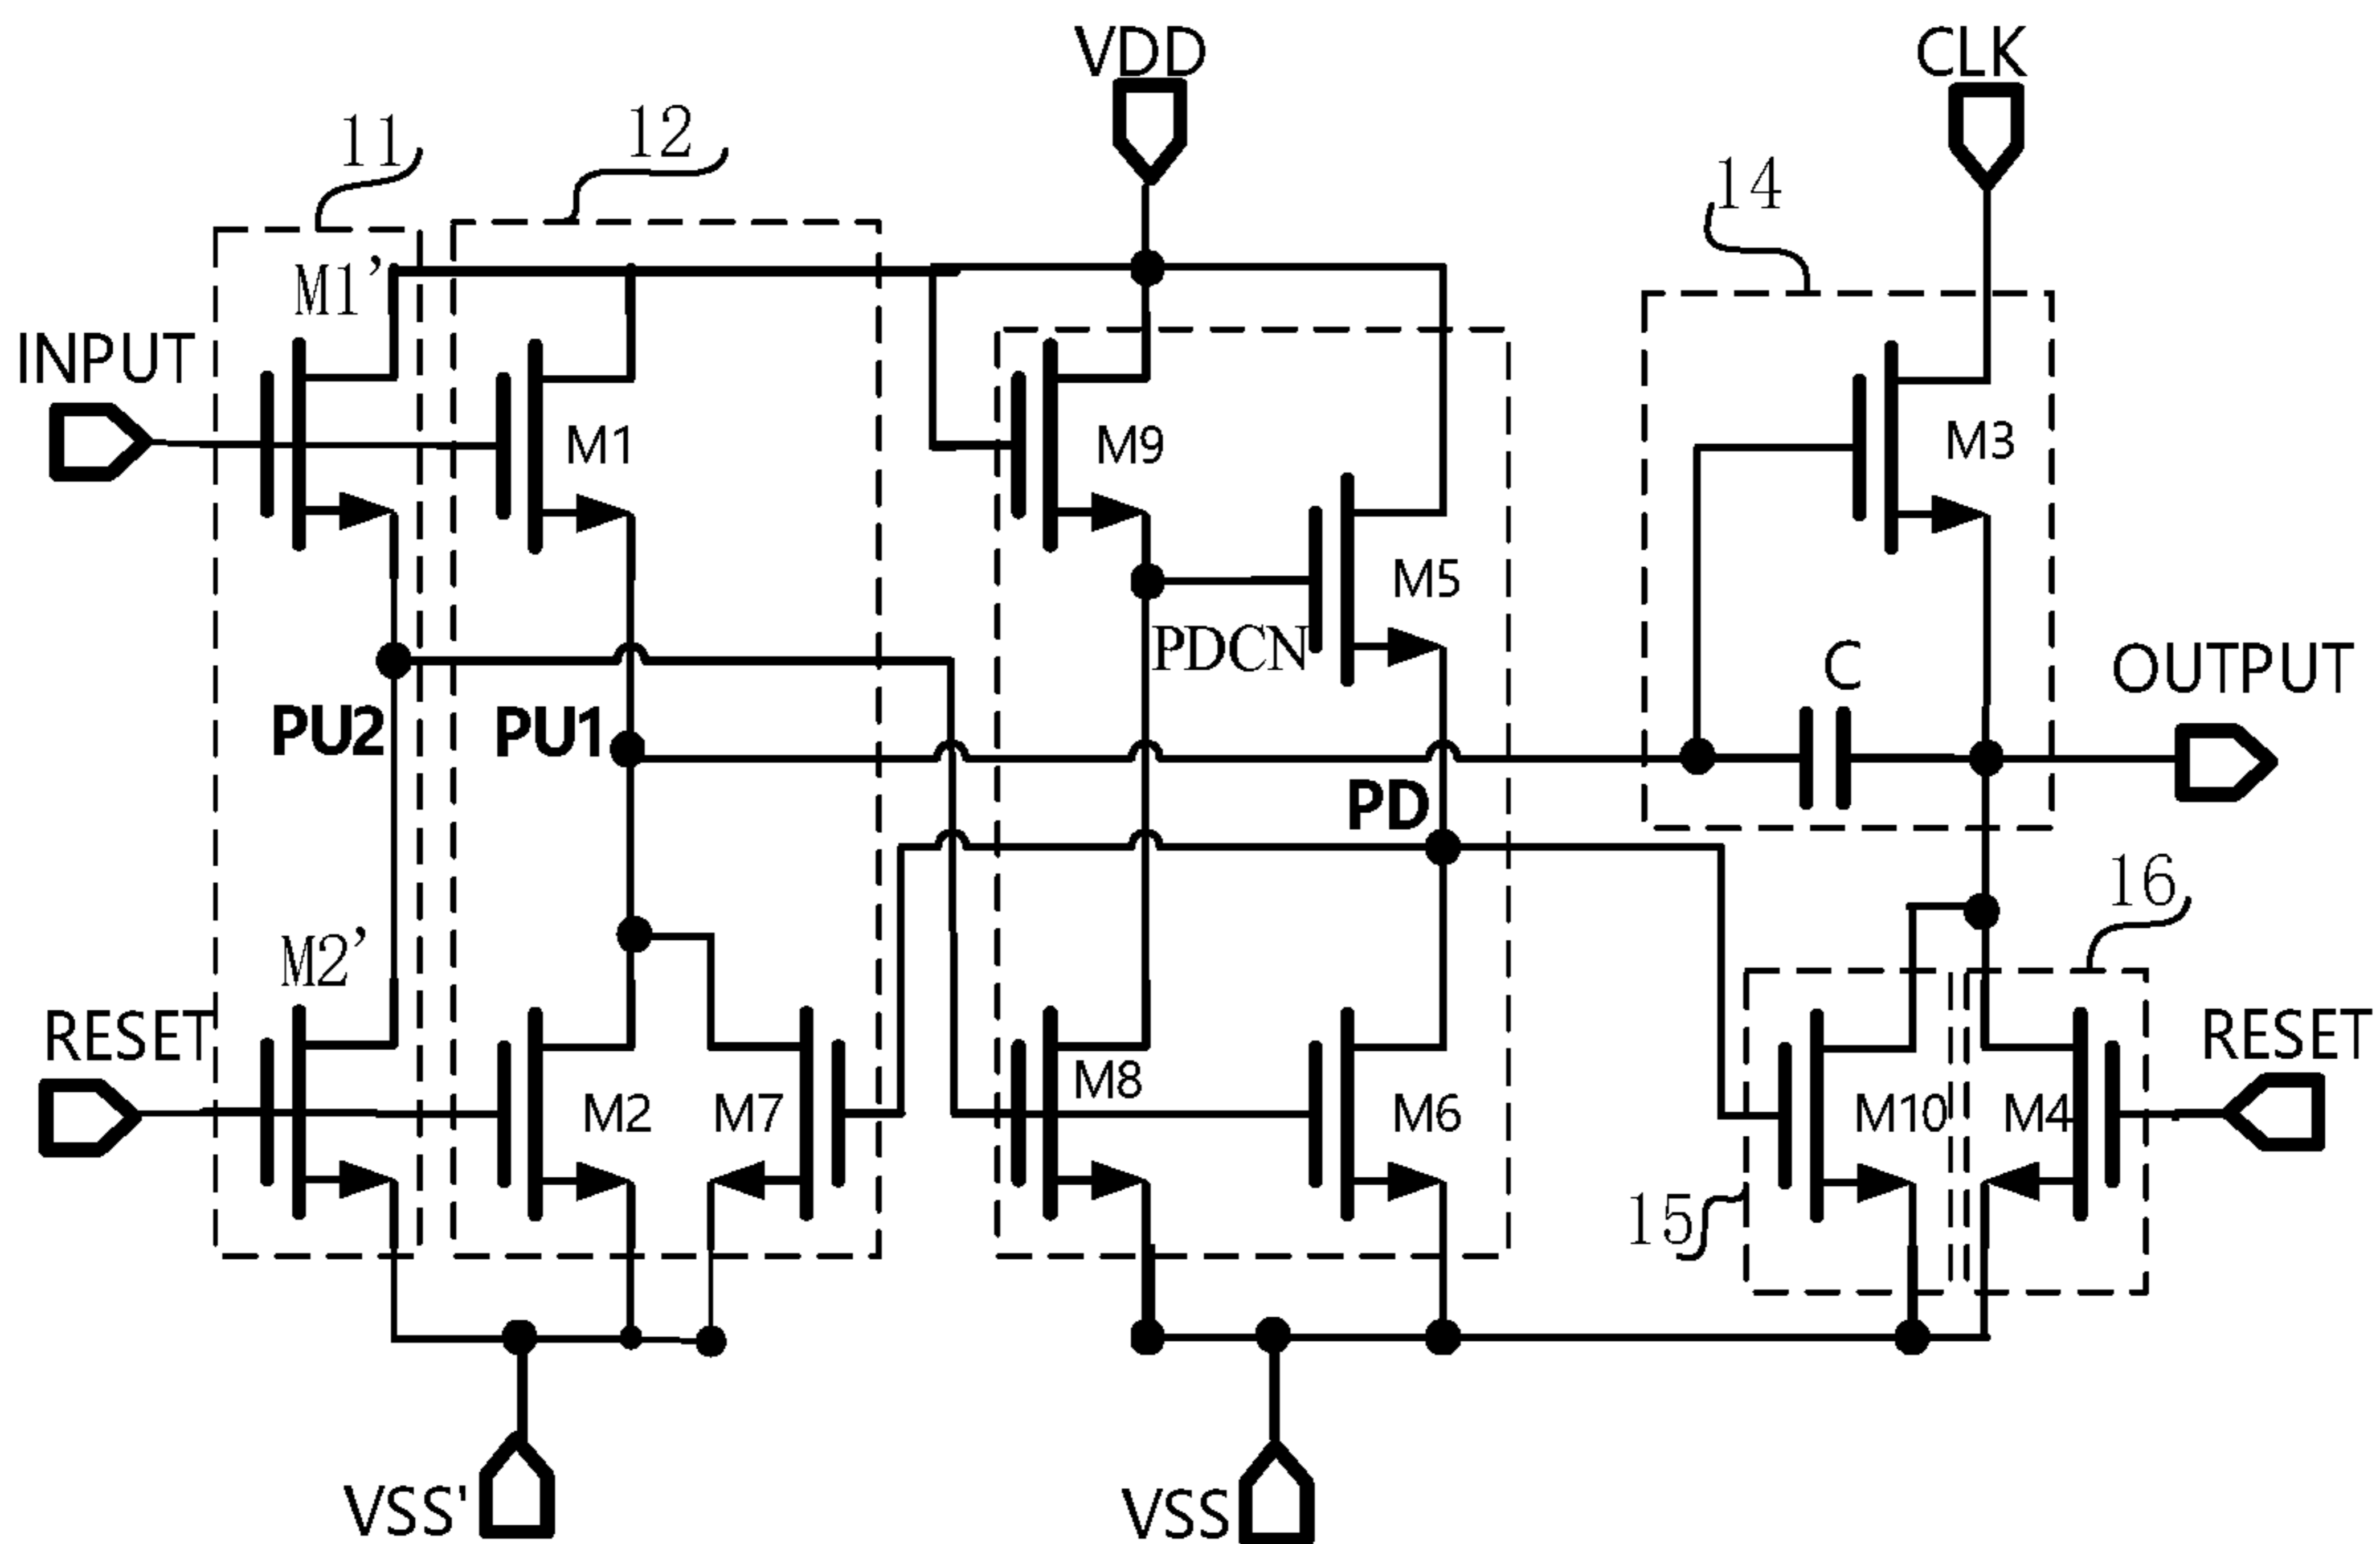 VDD
CLK
11
12
14
M1'
INPUT
M1
M9
M3
M5
PDCN
C
OUTPUT
PU2
PU1
PD
16
M2'
RESET
M8
RESET
M2
M7
M6
M10
M4
15
VSS'
VSS